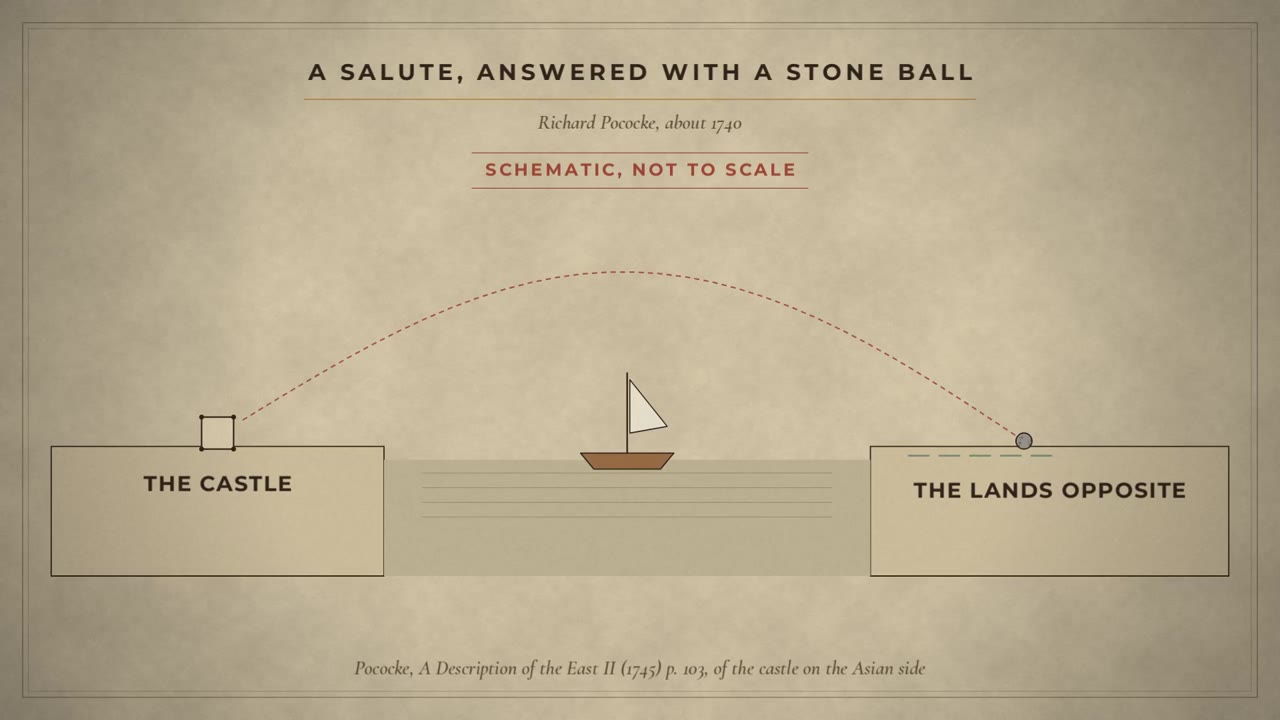 A SALUTE, ANSWERED WITH A STONE BALL
Richard Pococke, about 1740
SCHEMATIC, NOT TO SCALE
THE CASTLE
THE LANDS OPPOSITE
Pococke, A Description of the East II (1745) p. 103, of the castle on the Asian side